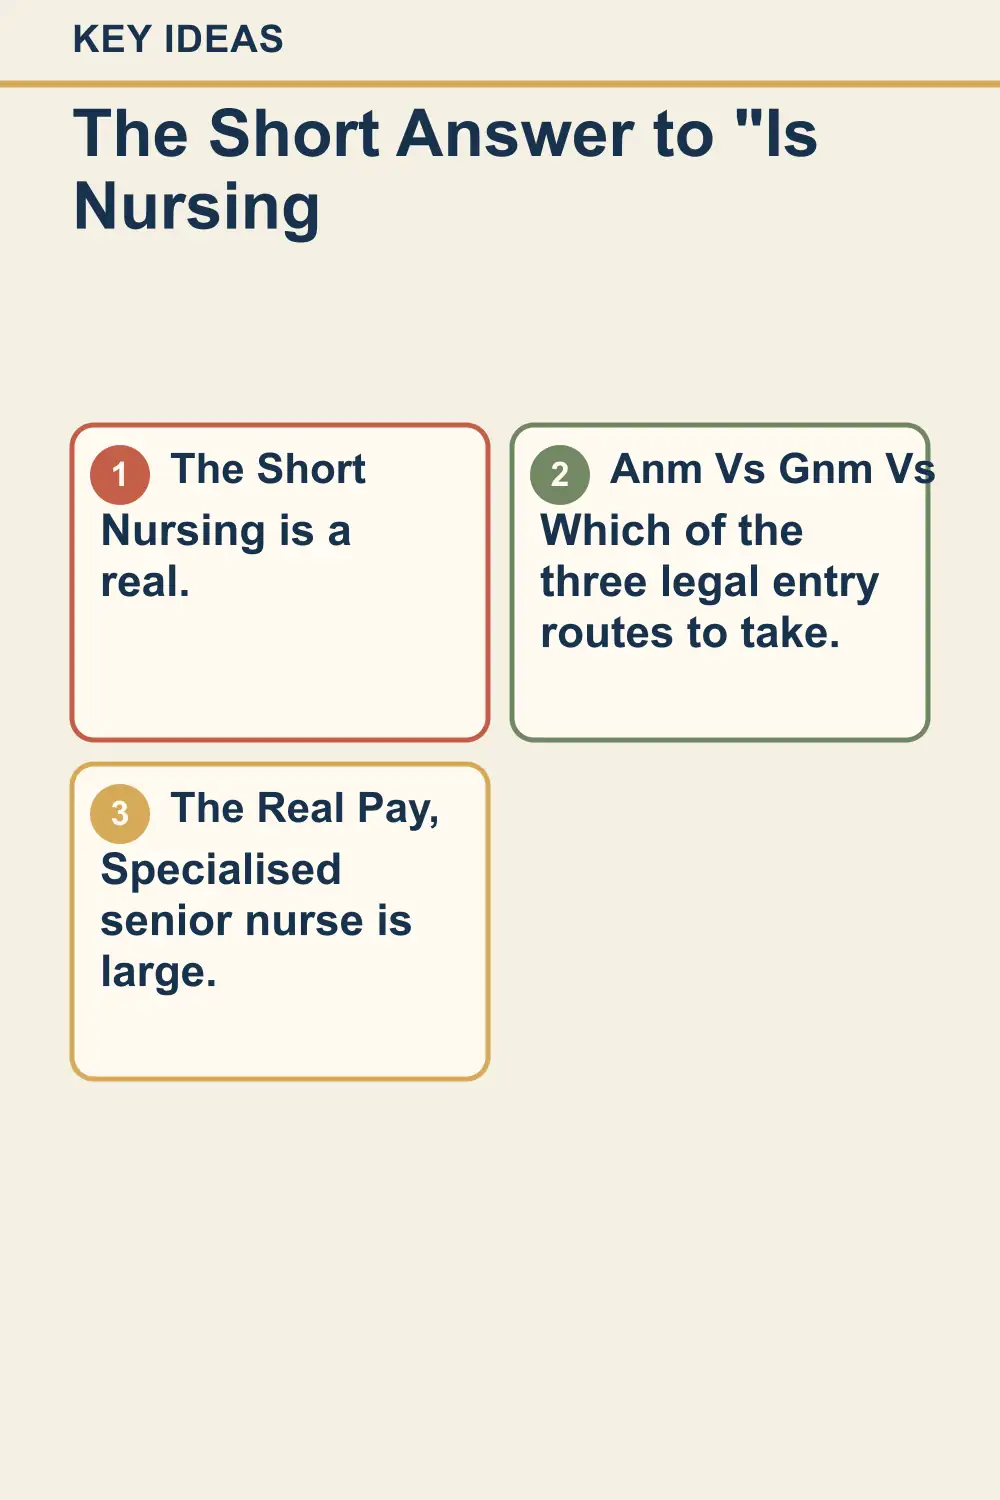 KEY IDEAS
The Short Answer to "Is
Nursing
1 The Short
Nursing is a
real.
2 Anm Vs Gnm Vs
Which of the
three legal entry
routes to take.
3 The Real Pay,
Specialised
senior nurse is
large.